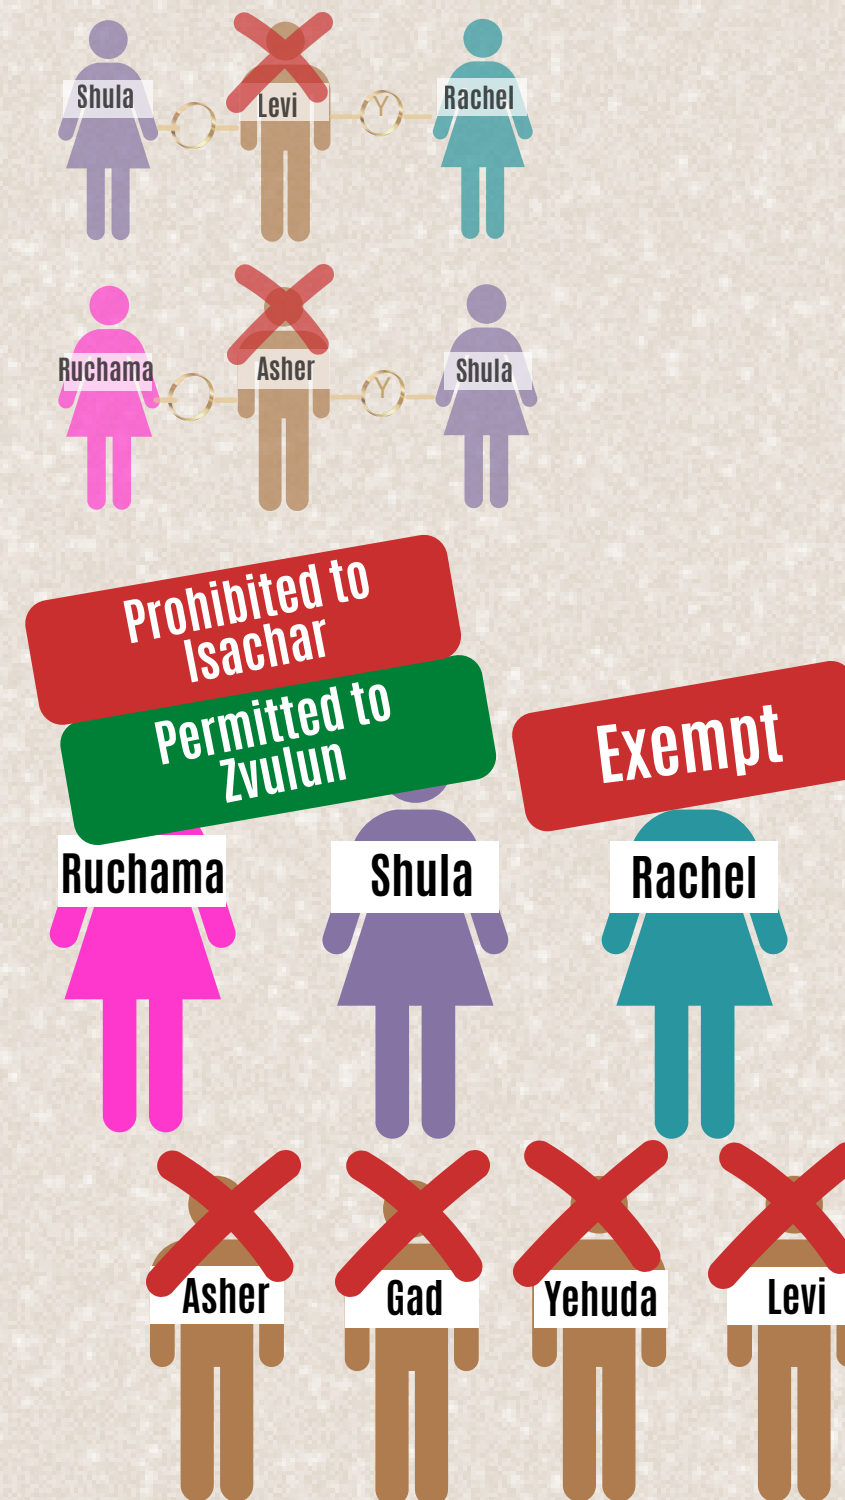 Shula
Levi
Y
Rachel
Ruchama
Asher
Y
Shula
Prohibited to
Isachar
Permitted to
Zvulun
Exempt
Ruchama
Shula
Rachel
Asher
Gad
Yehuda
Levi